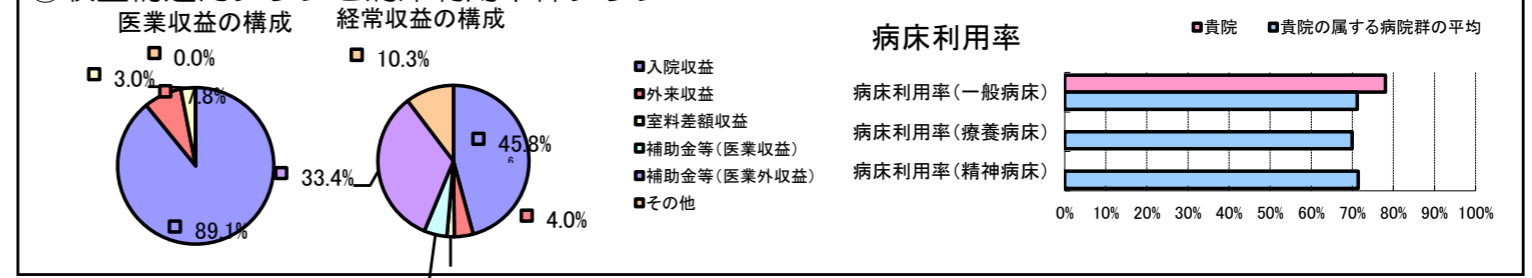 医業収益の構成
経常収益の構成
0.0%
3.0%
7.8%
89.1%
10.3%
45.8%
33.4%
4.0%
入院収益
外来収益
室料差額収益
補助金等(医業収益)
補助金等(医業外収益)
その他
病床利用率
貴院
貴院の属する病院群の平均
病床利用率(一般病床)
病床利用率(療養病床)
病床利用率(精神病床)
0% 10% 20% 30% 40% 50% 60% 70% 80% 90% 100%